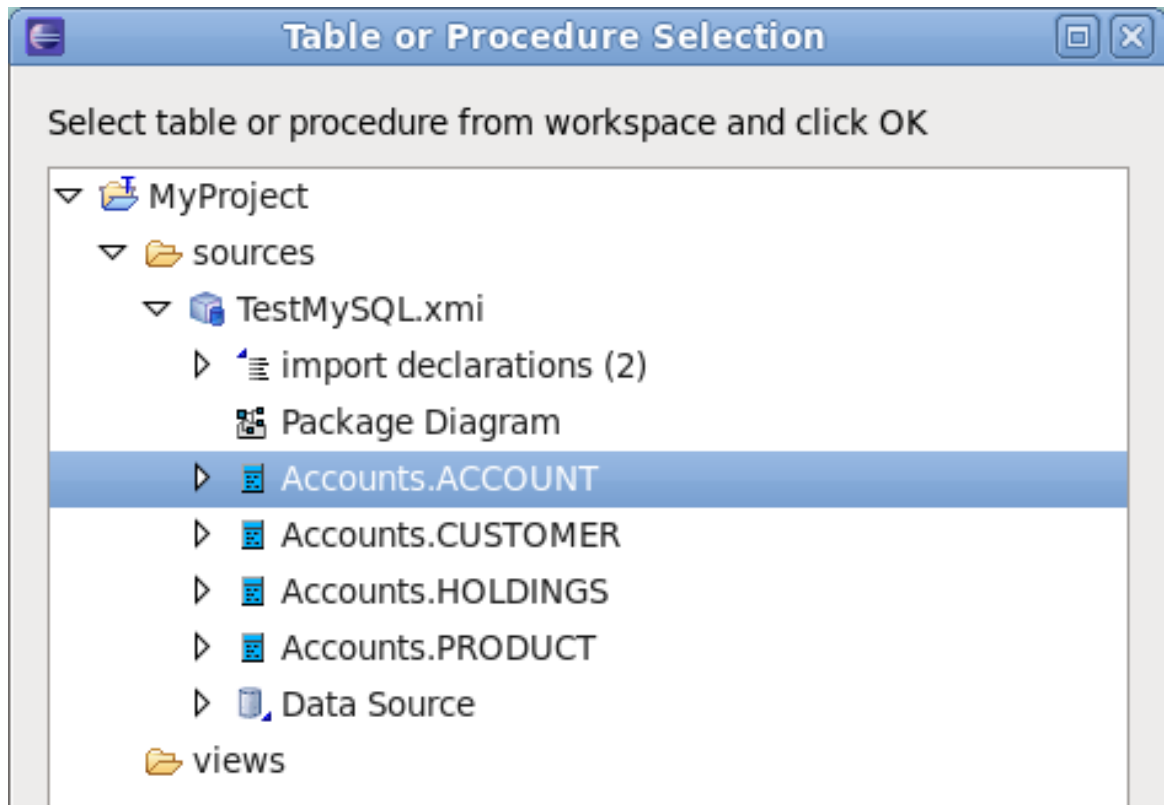 Table or Procedure Selection
Select table or procedure from workspace and click OK
MyProject
sources
TestMySQL.xmi
import declarations (2)
Package Diagram
Accounts.ACCOUNT
Accounts.CUSTOMER
Accounts.HOLDINGS
Accounts.PRODUCT
Data Source
views